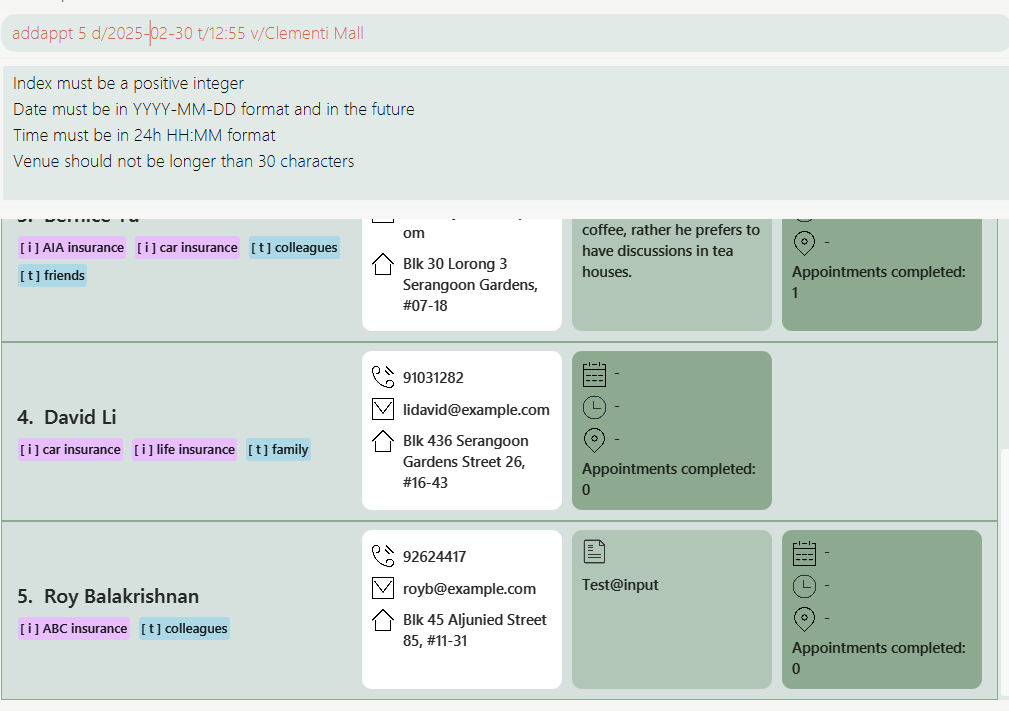 addappt 5 d/2025-02-30 t/12:55 v/Clementi Mall
Index must be a positive integer
Date must be in YYYY-MM-DD format and in the future
Time must be in 24h HH:MM format
Venue should not be longer than 30 characters
[ i ] AIA insurance [ i ] car insurance [ t ] colleagues
[ t ] friends
om
Blk 30 Lorong 3
Serangoon Gardens,
#07-18
coffee, rather he prefers to
have discussions in tea
houses.
-
Appointments completed:
1
4. David Li
[ i ] car insurance [ i ] life insurance [ t ] family
91031282
lidavid@example.com
Blk 436 Serangoon
Gardens Street 26,
#16-43
-
-
-
Appointments completed:
0
5. Roy Balakrishnan
[ i ] ABC insurance [ t ] colleagues
92624417
royb@example.com
Blk 45 Aljunied Street
85, #11-31
Test@input
-
-
-
Appointments completed:
0